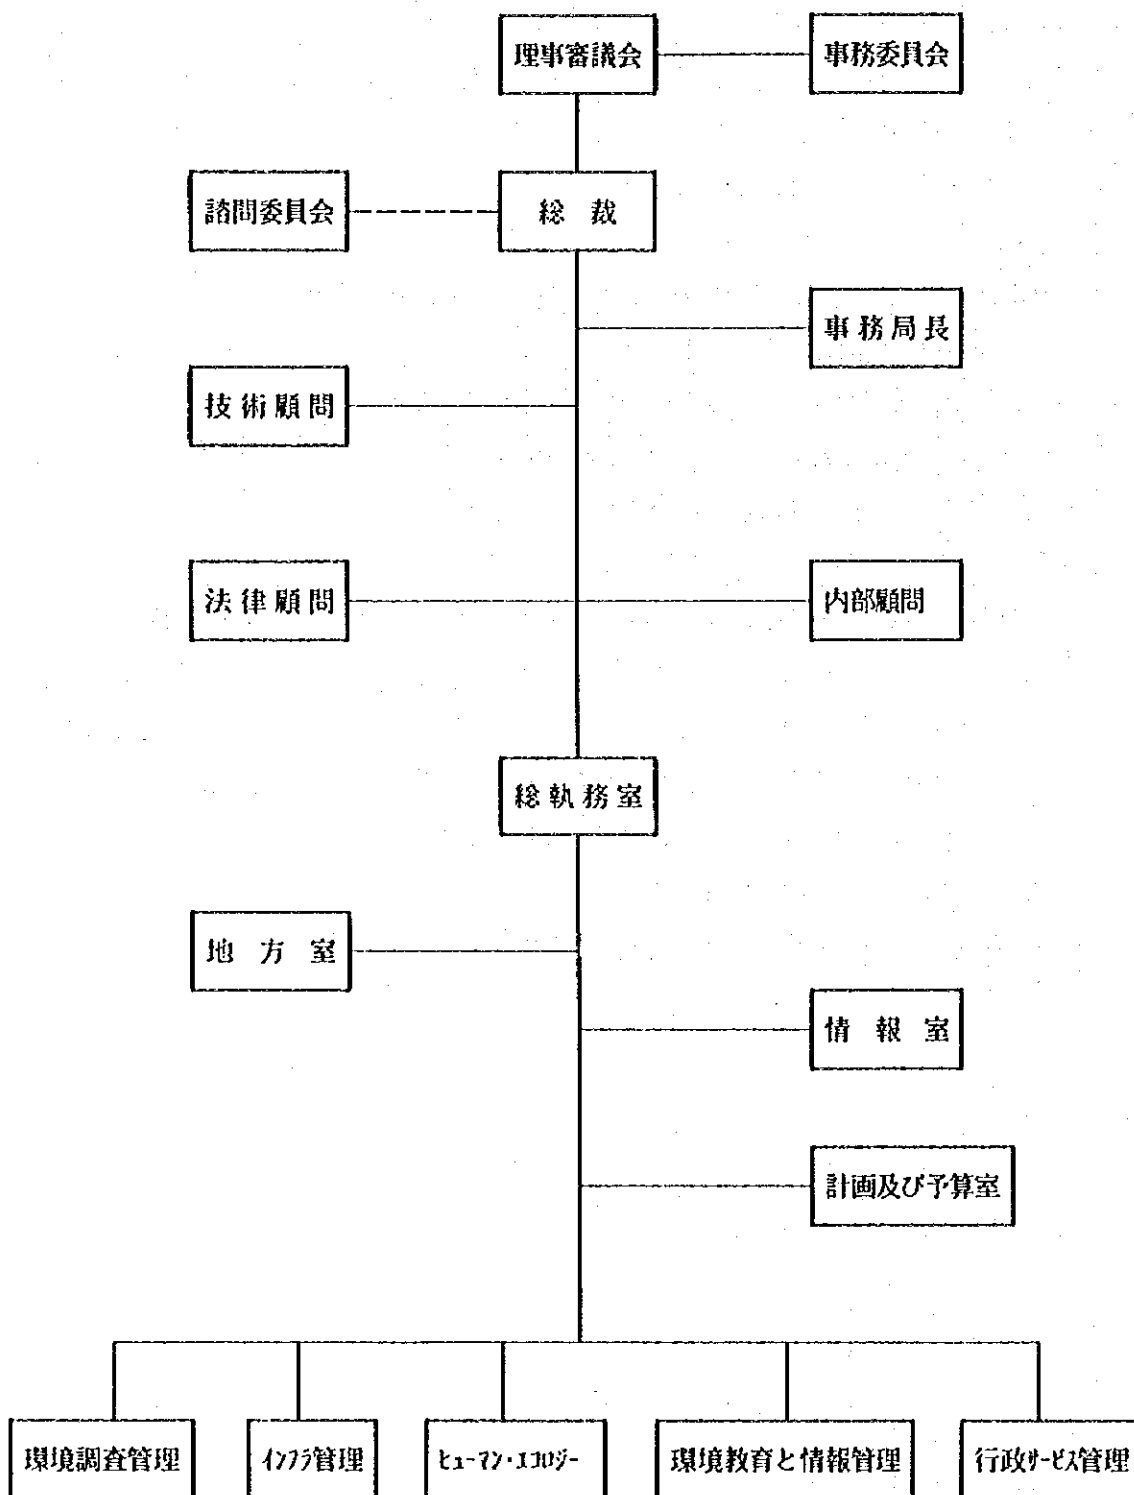 理事審議会
事務委員会
諮問委員会
総裁
事務局長
技術顧問
法律顧問
内部顧問
総執務室
地方室
情報室
計画及び予算室
環境調査管理
インフラ管理
ヒューマン・エコロジー
環境教育と情報管理
行政サービス管理